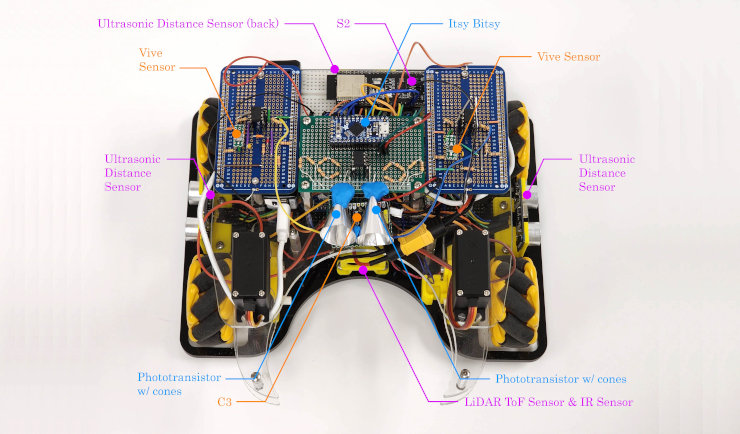 Ultrasonic Distance Sensor (back)
S2
Itsy Bitsy
Vive
Sensor
Vive Sensor
Ultrasonic
Distance
Sensor
Ultrasonic
Distance
Sensor
Phototransistor
w/ cones
C3
Phototransistor w/ cones
LiDAR ToF Sensor & IR Sensor